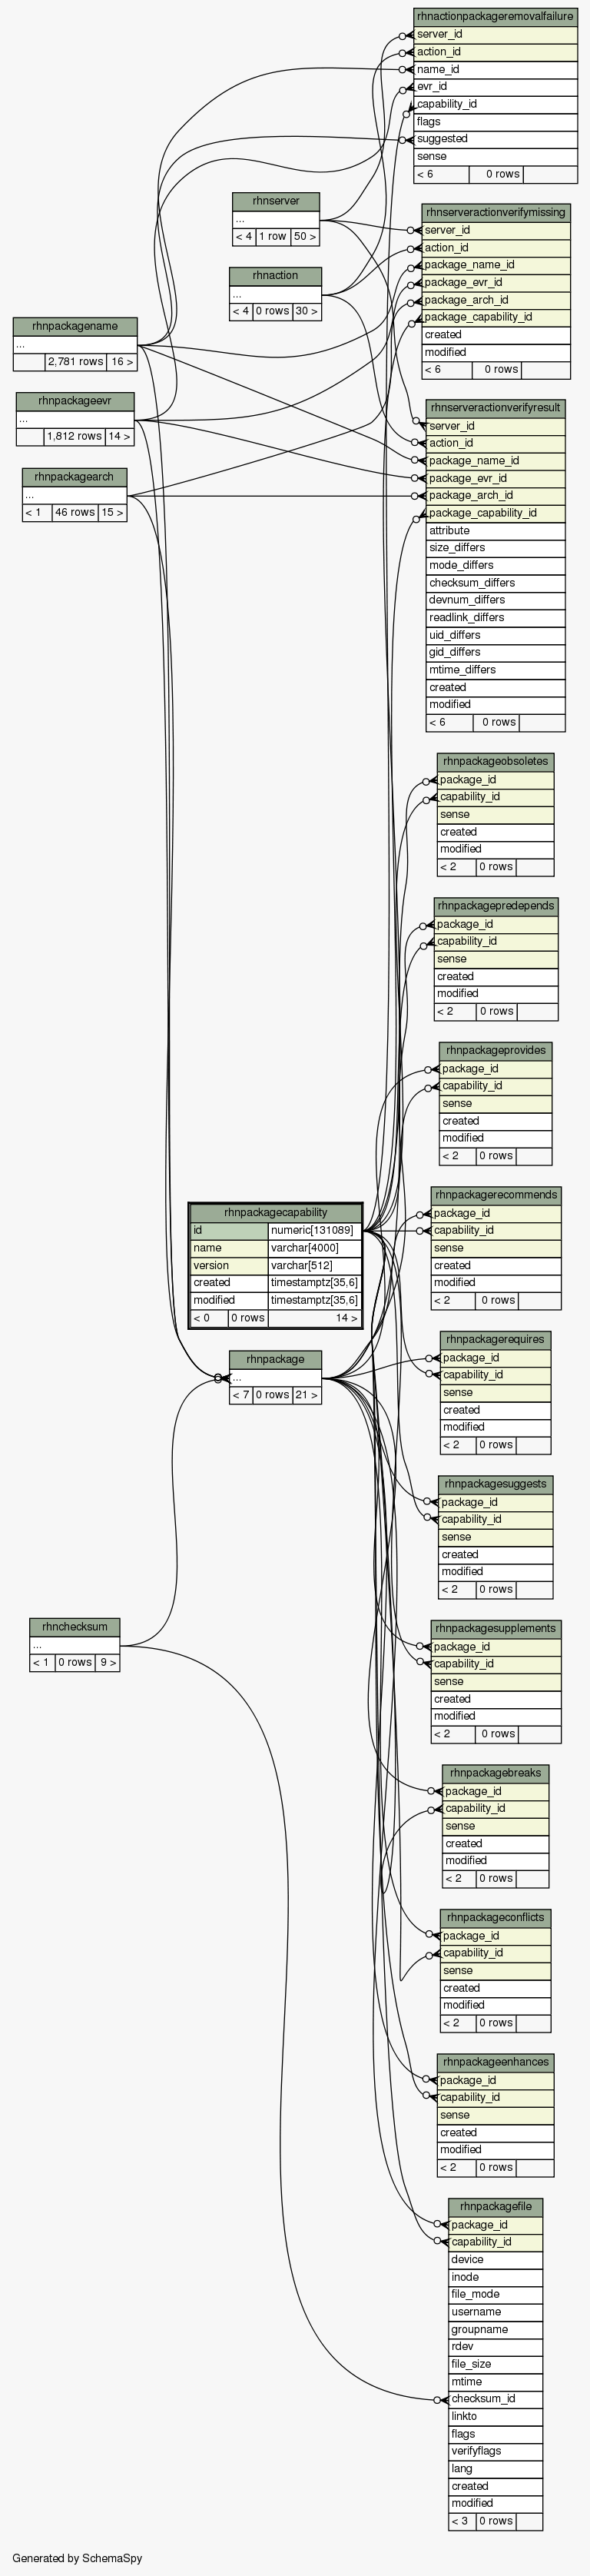 rhnactionpackageremovalfailure
server_id
action_id
name_id
evr_id
capability_id
flags
suggested
sense
< 6 0 rows
rhnserver
...
< 4 1 row 50 >
rhnserveractionverifymissing
server_id
action_id
package_name_id
package_evr_id
package_arch_id
package_capability_id
created
modified
< 6 0 rows
rhnaction
...
< 4 0 rows 30 >
rhnpackagename
...
2,781 rows 16 >
rhnpackageevr
...
1,812 rows 14 >
rhnpackagearch
...
< 1 46 rows 15 >
rhnserveractionverifyresult
server_id
action_id
package_name_id
package_evr_id
package_arch_id
package_capability_id
attribute
size_differs
mode_differs
checksum_differs
devnum_differs
readlink_differs
uid_differs
gid_differs
mtime_differs
created
modified
< 6 0 rows
rhnpackageobsoletes
package_id
capability_id
sense
created
modified
< 2 0 rows
rhnpackagepredepends
package_id
capability_id
sense
created
modified
< 2 0 rows
rhnpackageprovides
package_id
capability_id
sense
created
modified
< 2 0 rows
rhnpackagecapability
id numeric[131089]
name varchar[4000]
version varchar[512]
created timestamptz[35,6]
modified timestamptz[35,6]
< 0 0 rows 14 >
rhnpackagerecommends
package_id
capability_id
sense
created
modified
< 2 0 rows
rhnpackage
...
< 7 0 rows 21 >
rhnpackagerequires
package_id
capability_id
sense
created
modified
< 2 0 rows
rhnpackagesuggests
package_id
capability_id
sense
created
modified
< 2 0 rows
rhnchecksum
...
< 1 0 rows 9 >
rhnpackagesupplements
package_id
capability_id
sense
created
modified
< 2 0 rows
rhnpackagebreaks
package_id
capability_id
sense
created
modified
< 2 0 rows
rhnpackageconflicts
package_id
capability_id
sense
created
modified
< 2 0 rows
rhnpackageenhances
package_id
capability_id
sense
created
modified
< 2 0 rows
rhnpackagefile
package_id
capability_id
device
inode
file_mode
username
groupname
rdev
file_size
mtime
checksum_id
linkto
flags
verifyflags
lang
created
modified
< 3 0 rows
Generated by SchemaSpy